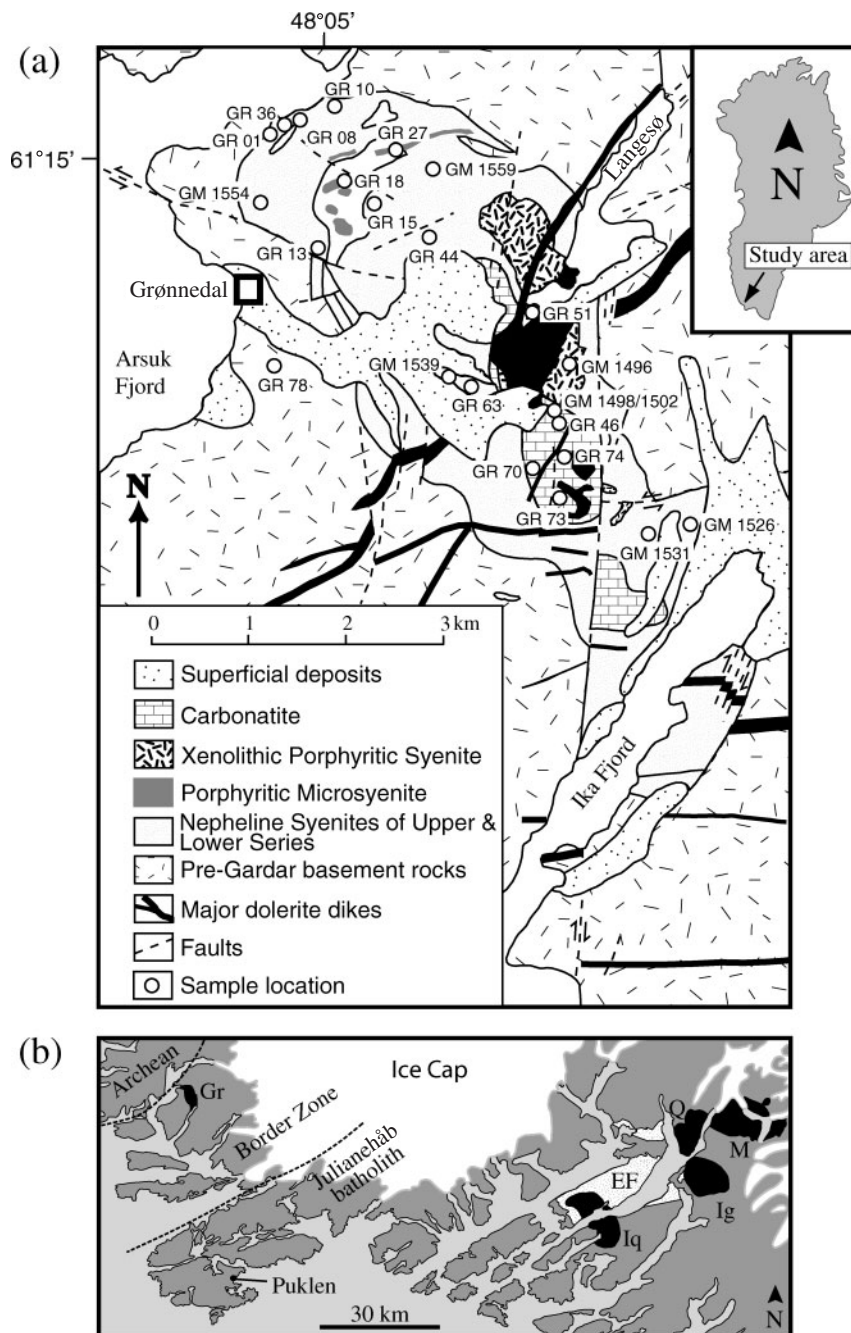 48°05'
(a)
GR 10
GR 36
GR 08
GR 27
GR 01
61°15'
GM 1559
Langesø
GR 18
GM 1554
GR 15
GR 13
GR 44
N
Study area
Grønnedal
GR 51
Arsuk
Fjord
GM 1539
GM 1496
GR 78
GR 63
GM 1498/1502
GR 46
GR 74
GR 70
N
GR 73
GM 1526
GM 1531
0 1 2 3 km
Superficial deposits
Carbonatite
Xenolithic Porphyritic Syenite
Porphyritic Microsyenite
Nepheline Syenites of Upper &
Lower Series
Pre-Gardar basement rocks
Major dolerite dikes
Faults
Sample location
Ika Fjord
(b)
Archean
Gr
Border Zone
Ice Cap
Julianehåb
batholith
Q
M
EF
Ig
Iq
Puklen
30 km
N